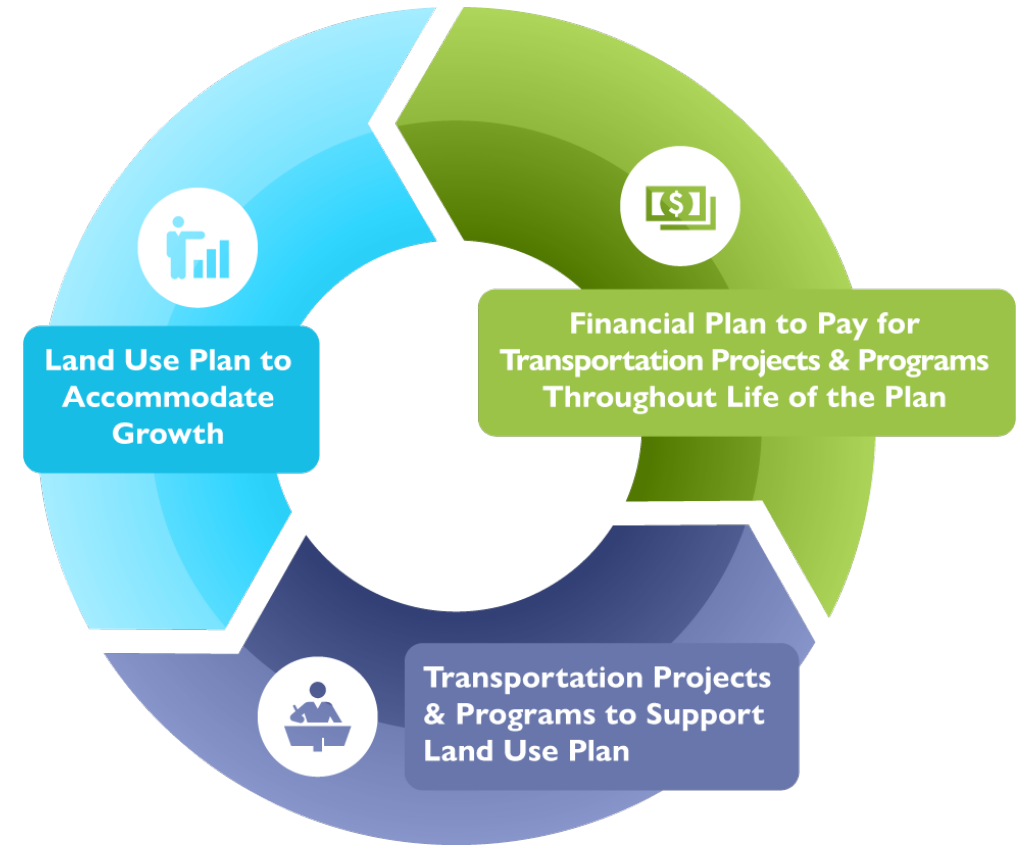 Land Use Plan to
Accommodate
Growth
$
Financial Plan to Pay for
Transportation Projects & Programs
Throughout Life of the Plan
Transportation Projects
& Programs to Support
Land Use Plan